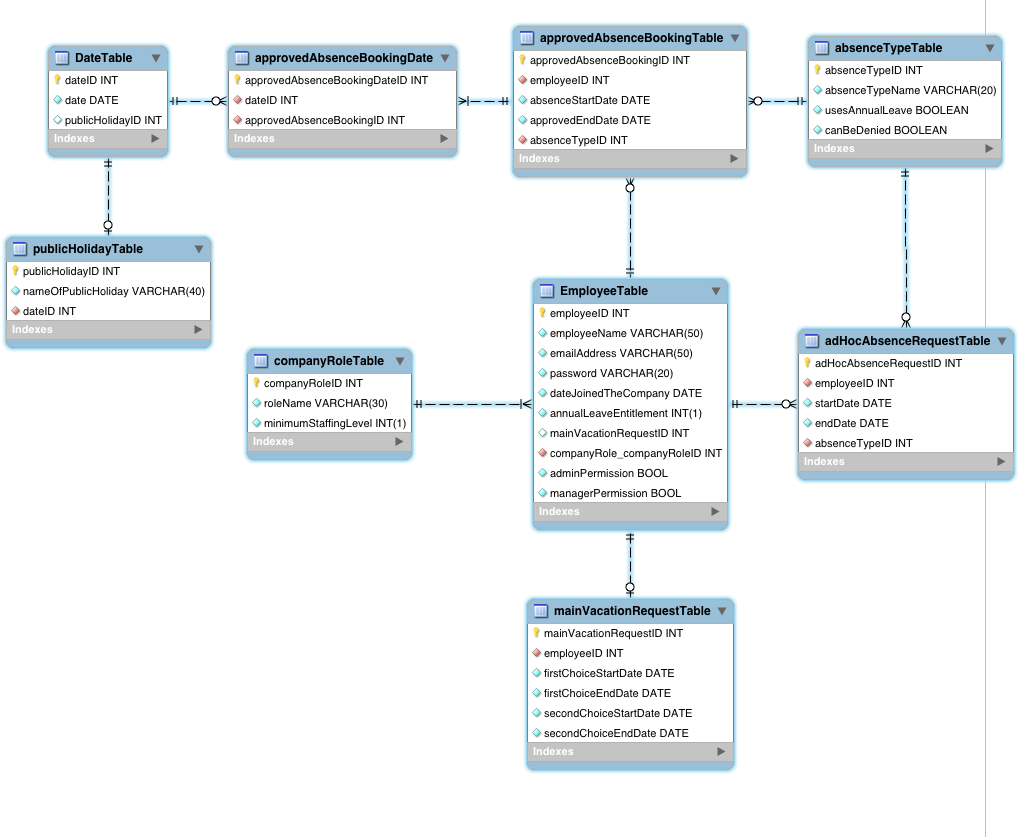 DateTable
dateID INT
date DATE
publicHolidayID INT
Indexes
approvedAbsenceBookingDate
approvedAbsenceBookingDateID INT
dateID INT
approvedAbsenceBookingID INT
Indexes
approvedAbsenceBookingTable
approvedAbsenceBookingID INT
employeeID INT
absenceStartDate DATE
approvedEndDate DATE
absenceTypeID INT
Indexes
absenceTypeTable
absenceTypeID INT
absenceTypeName VARCHAR(20)
usesAnnualLeave BOOLEAN
canBeDenied BOOLEAN
Indexes
publicHolidayTable
publicHolidayID INT
nameOfPublicHoliday VARCHAR(40)
dateID INT
Indexes
companyRoleTable
companyRoleID INT
roleName VARCHAR(30)
minimumStaffingLevel INT(1)
Indexes
EmployeeTable
employeeID INT
employeeName VARCHAR(50)
emailAddress VARCHAR(50)
password VARCHAR(20)
dateJoinedTheCompany DATE
annualLeaveEntitlement INT(1)
mainVacationRequestID INT
companyRole_companyRoleID INT
adminPermission BOOL
managerPermission BOOL
Indexes
adHocAbsenceRequestTable
adHocAbsenceRequestID INT
employeeID INT
startDate DATE
endDate DATE
absenceTypeID INT
Indexes
mainVacationRequestTable
mainVacationRequestID INT
employeeID INT
firstChoiceStartDate DATE
firstChoiceEndDate DATE
secondChoiceStartDate DATE
secondChoiceEndDate DATE
Indexes